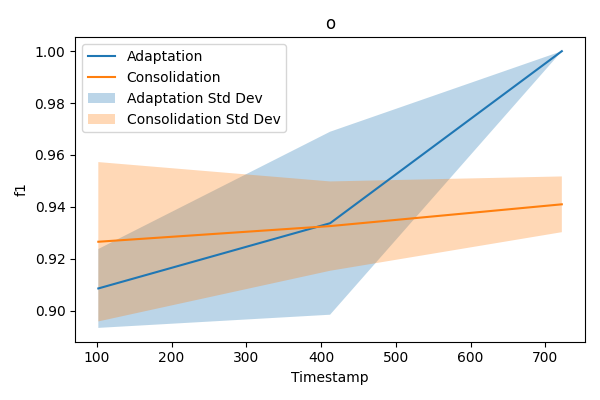 o
Adaptation
Consolidation
Adaptation Std Dev
Consolidation Std Dev
1.00
0.98
0.96
0.94
0.92
0.90
f1
100 200 300 400 500 600 700
Timestamp